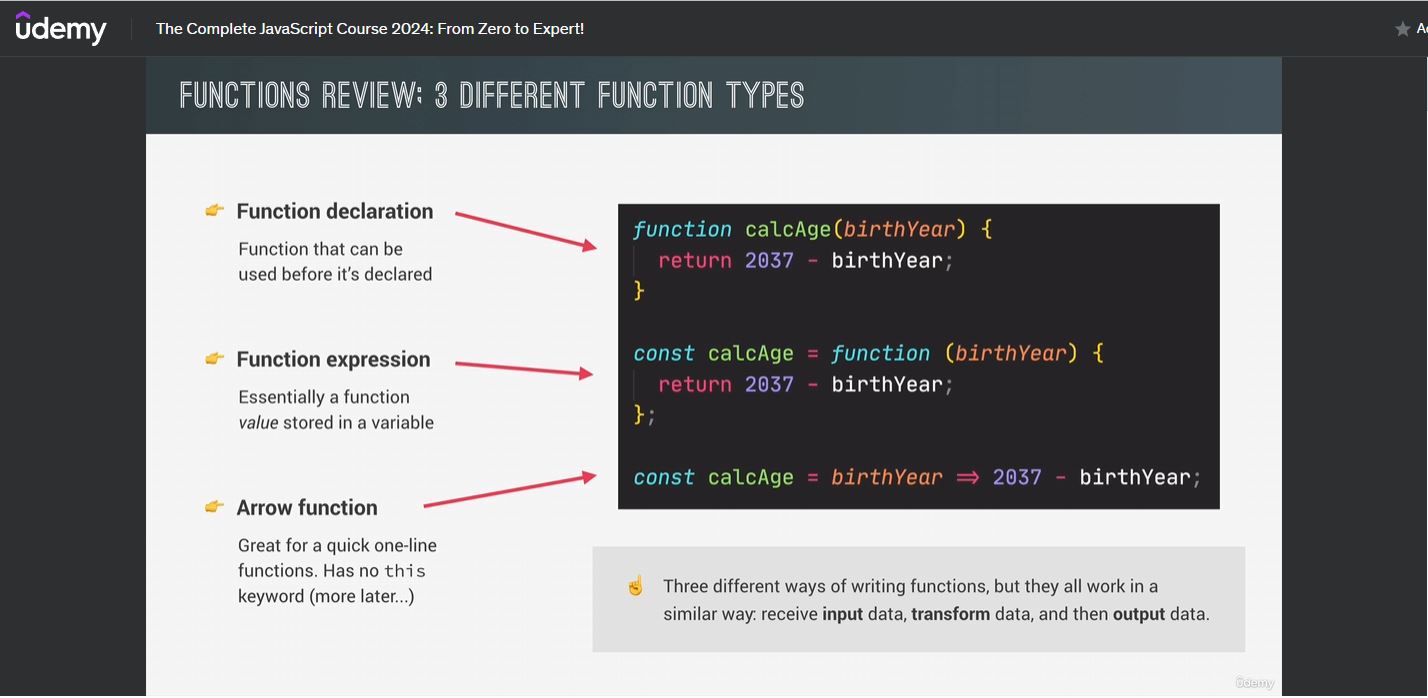 udemy
The Complete JavaScript Course 2024: From Zero to Expert!
FUNCTIONS REVIEW; 3 DIFFERENT FUNCTION TYPES
Function declaration
Function that can be
used before it's declared
Function expression
Essentially a function
value stored in a variable
Arrow function
Great for a quick one-line
functions. Has no this
keyword (more later...)
function calcAge(birthYear) {
return 2037 - birthYear;
}
const calcAge = function (birthYear) {
return 2037 - birthYear;
};
const calcAge = birthYear => 2037 - birthYear;
Three different ways of writing functions, but they all work in a
similar way: receive input data, transform data, and then output data.
udemy